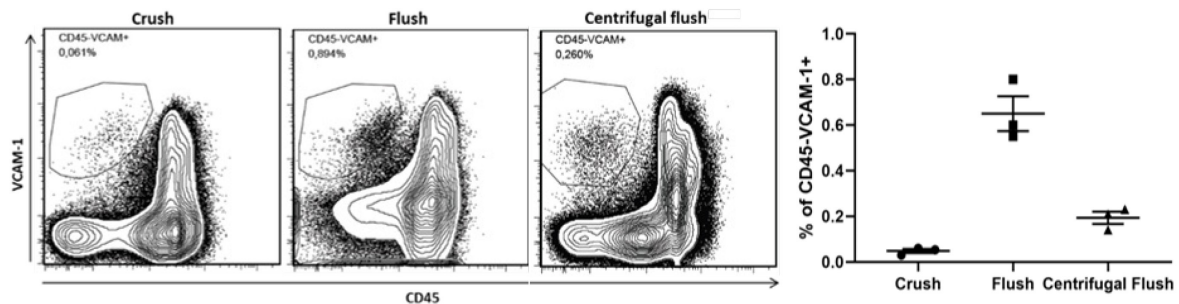 Crush
CD45-VCAM+
0,061%
Flush
CD45-VCAM+
0,894%
Centrifugal flush
CD45-VCAM+
0,260%
VCAM-1
CD45
% of CD45-VCAM-1+
1.0
0.8
0.6
0.4
0.2
0.0
Crush Flush Centrifugal Flush